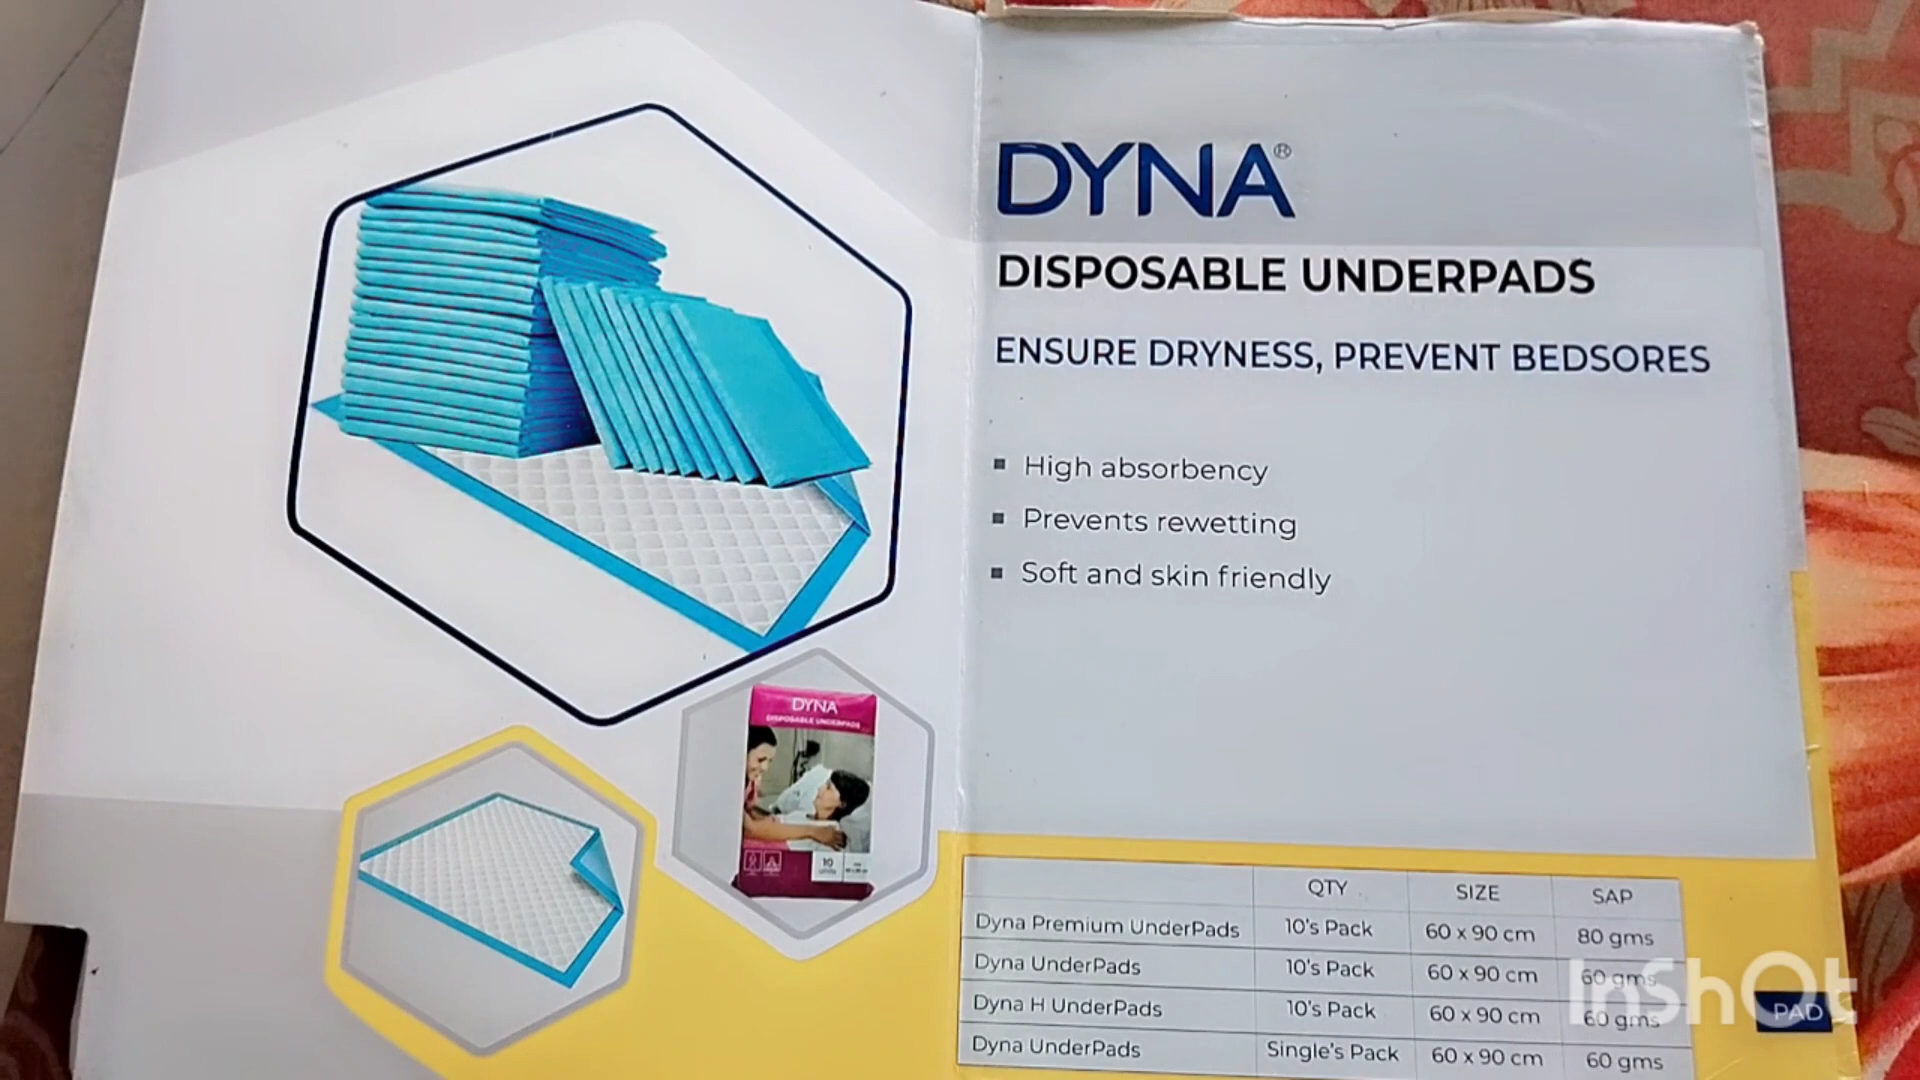 DYNA®
DISPOSABLE UNDERPADS
ENSURE DRYNESS, PREVENT BEDSORES
▪ High absorbency
▪ Prevents rewetting
▪ Soft and skin friendly
DYNA
DISPOSABLE UNDERPADS
10
QTY SIZE SAP
Dyna Premium UnderPads 10's Pack 60 x 90 cm 80 gms
Dyna UnderPads 10's Pack 60 x 90 cm 60 gms
Dyna H UnderPads 10's Pack 60 x 90 cm 60 gms
Dyna UnderPads Single's Pack 60 x 90 cm 60 gms
PAD
InShOt